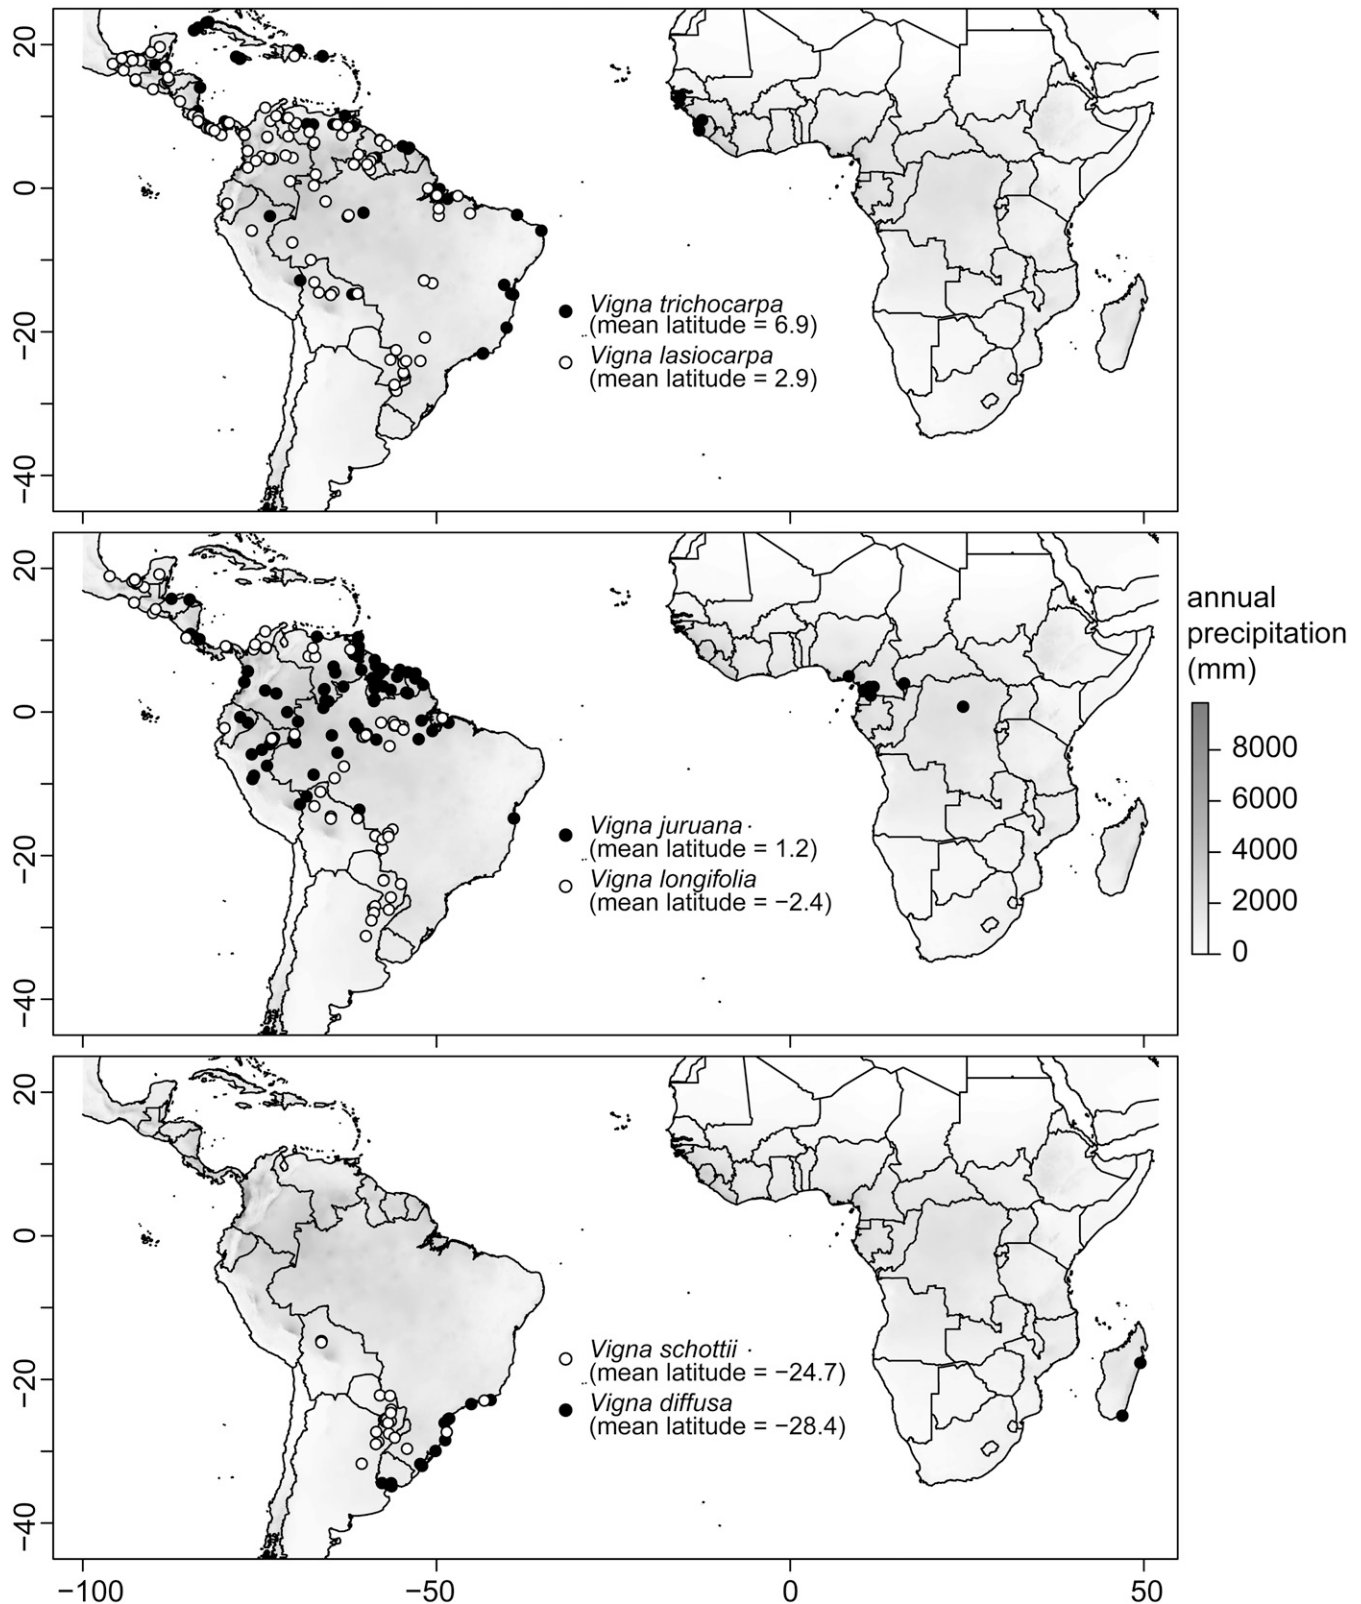 20
0
−20
−40
Vigna trichocarpa
(mean latitude = 6.9)
Vigna lasiocarpa
(mean latitude = 2.9)
20
0
−20
−40
Vigna juruana
(mean latitude = 1.2)
Vigna longifolia
(mean latitude = −2.4)
annual
precipitation
(mm)
8000
6000
4000
2000
0
20
0
−20
−40
Vigna schottii
(mean latitude = −24.7)
Vigna diffusa
(mean latitude = −28.4)
−100
−50
0
50